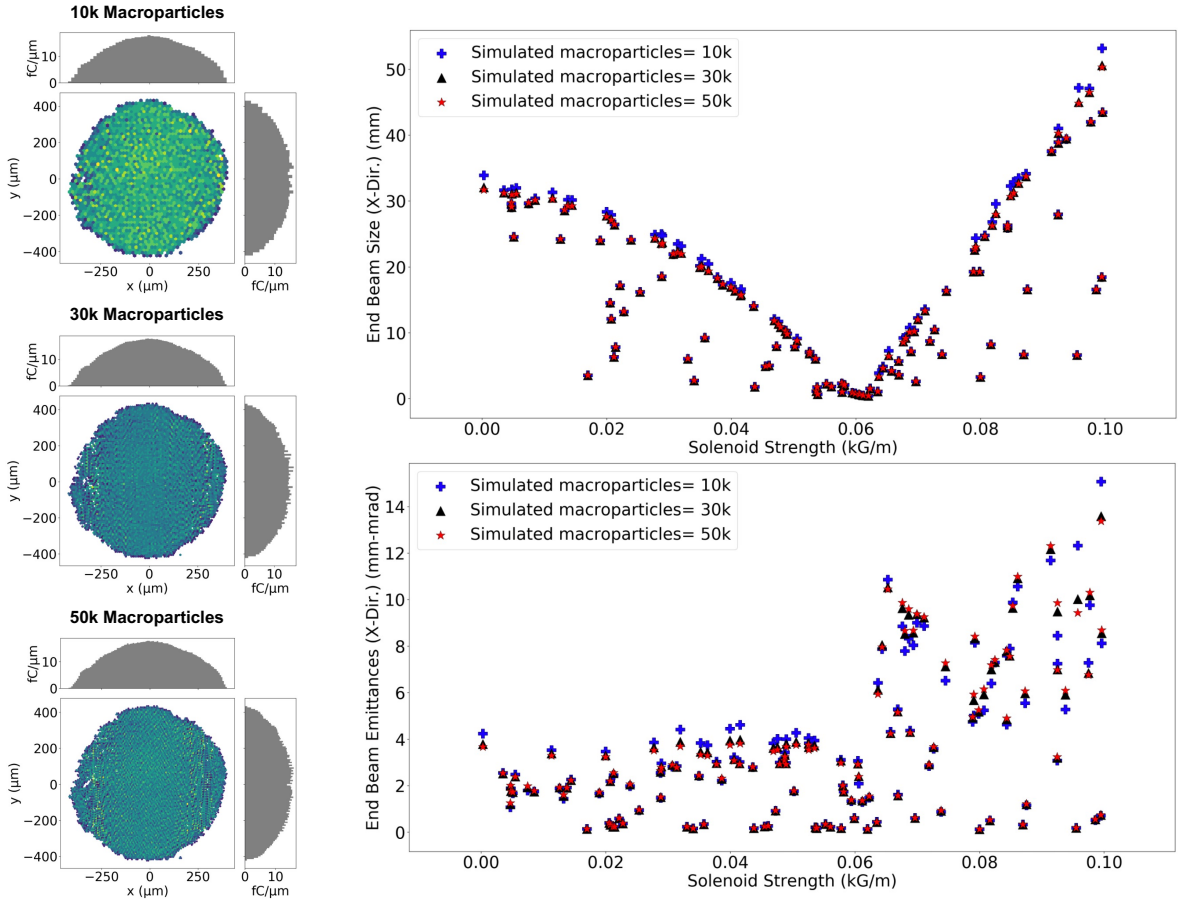 10k Macroparticles
fC/μm
10
0
y (μm)
400
200
0
−200
−400
−250
0
250
x (μm)
0
10
fC/μm
30k Macroparticles
fC/μm
10
0
y (μm)
400
200
0
−200
−400
−250
0
250
x (μm)
0
10
fC/μm
50k Macroparticles
fC/μm
10
0
y (μm)
400
200
0
−200
−400
−250
0
250
x (μm)
0
10
fC/μm
Simulated macroparticles= 10k
Simulated macroparticles= 30k
Simulated macroparticles= 50k
End Beam Size (X-Dir.) (mm)
50
40
30
20
10
0
0.00
0.02
0.04
0.06
0.08
0.10
Solenoid Strength (kG/m)
Simulated macroparticles= 10k
Simulated macroparticles= 30k
Simulated macroparticles= 50k
End Beam Emittances (X-Dir.) (mm-mrad)
14
12
10
8
6
4
2
0
0.00
0.02
0.04
0.06
0.08
0.10
Solenoid Strength (kG/m)